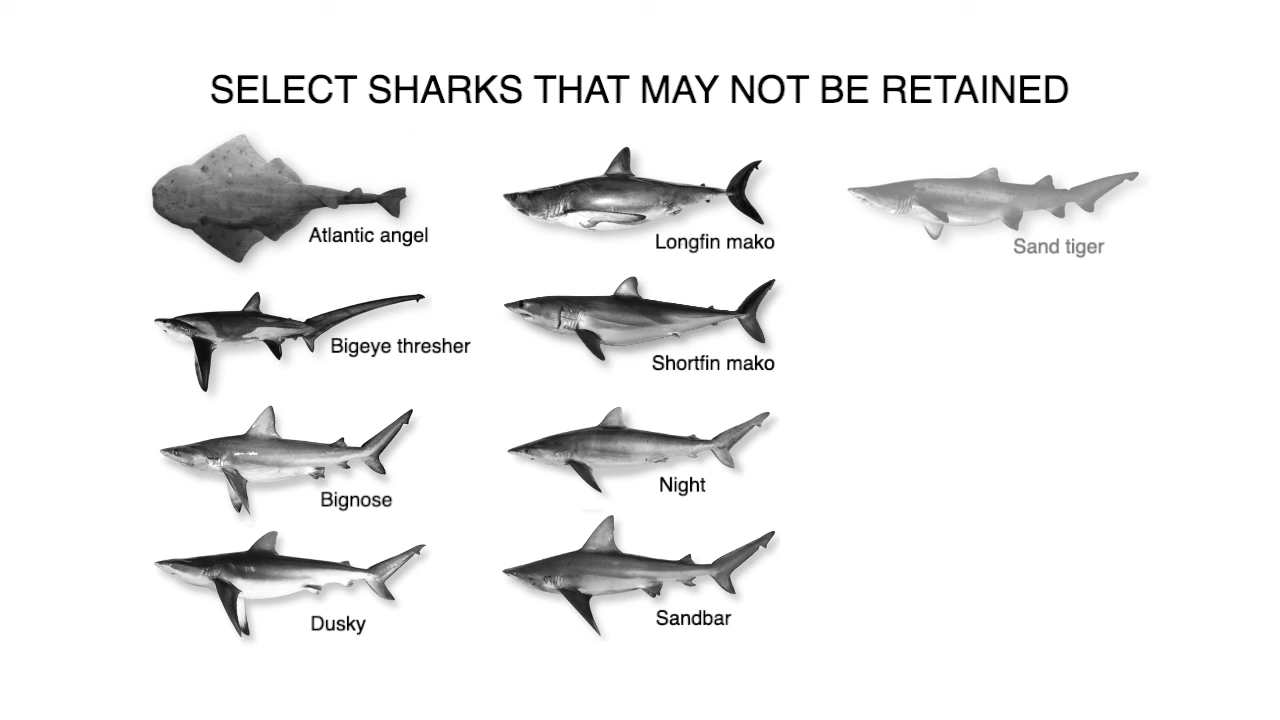 SELECT SHARKS THAT MAY NOT BE RETAINED
Atlantic angel
Bigeye thresher
Bignose
Dusky
Longfin mako
Shortfin mako
Night
Sandbar
Sand tiger